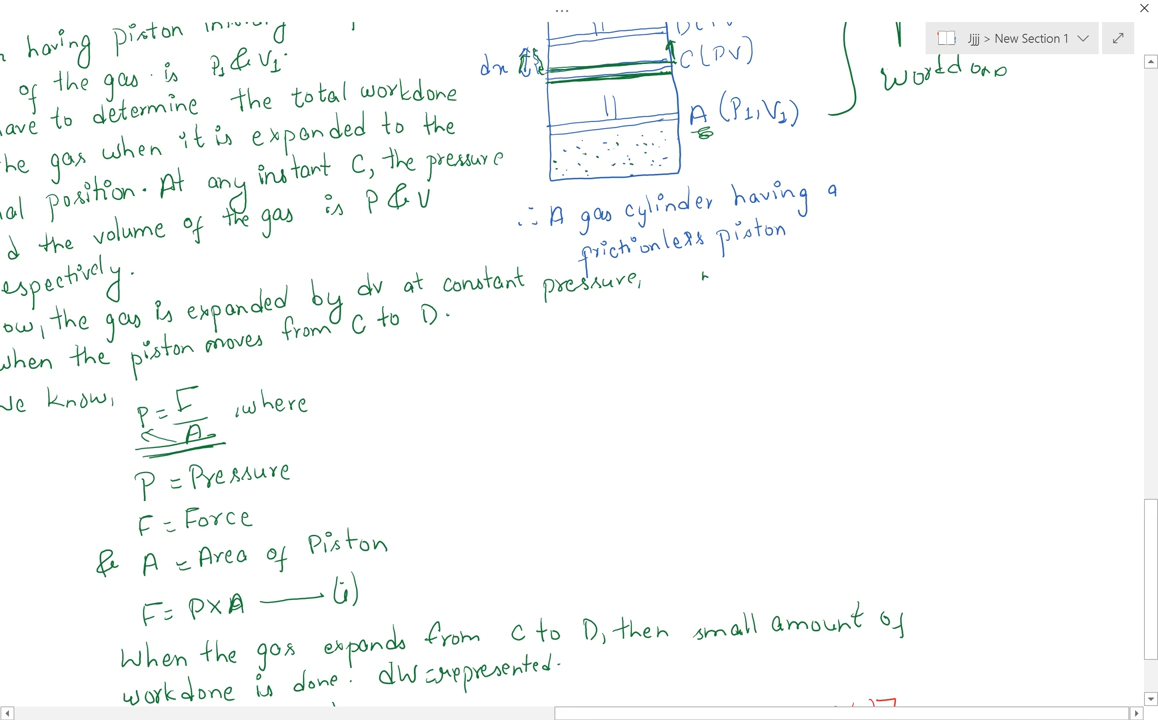 having piston
of the gas is P1 & V1.
have to determine the total workdone
the gas when it is expanded to the
nal position. At any instant C, the pressure
d the volume of the gas is P & V
espectively.
ow, the gas is expanded by dv at constant pressure,
when the piston moves from C to D.
We know,
P = F/A, where
P = Pressure
F = Force
& A = Area of Piston
F = P×A —— (i)
When the gas expands from C to D, then small amount of
workdone is done. dW = represented.
dx
C(PV)
A (P1, V1)
∴ A gas cylinder having a
frictionless piston
Workdone
Jjjj > New Section 1